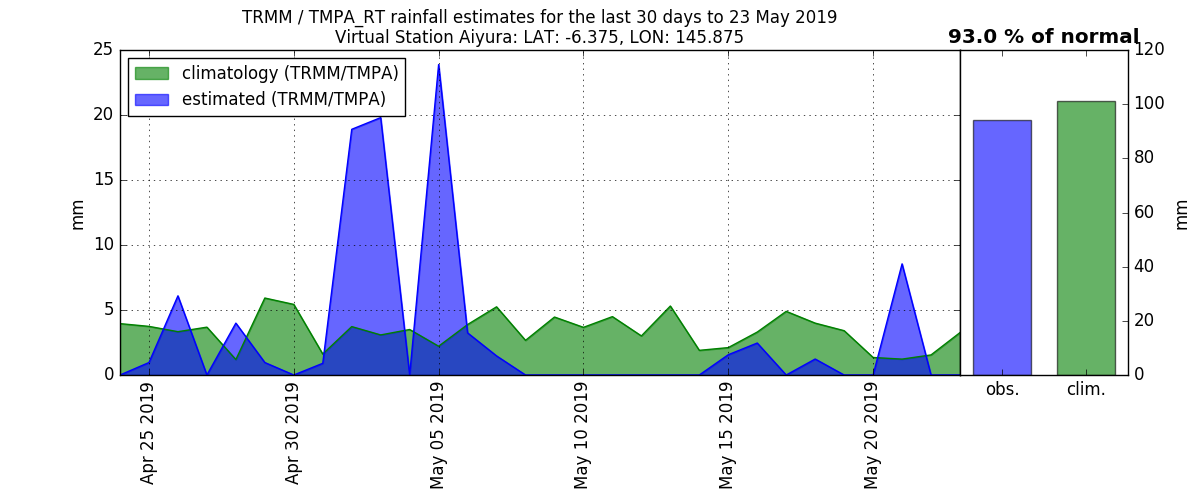 TRMM / TMPA_RT rainfall estimates for the last 30 days to 23 May 2019
Virtual Station Aiyura: LAT: -6.375, LON: 145.875
93.0 % of normal
climatology (TRMM/TMPA)
estimated (TRMM/TMPA)
25
20
15
10
5
0
mm
Apr 25 2019
Apr 30 2019
May 05 2019
May 10 2019
May 15 2019
May 20 2019
obs.
clim.
120
100
80
60
40
20
0
mm